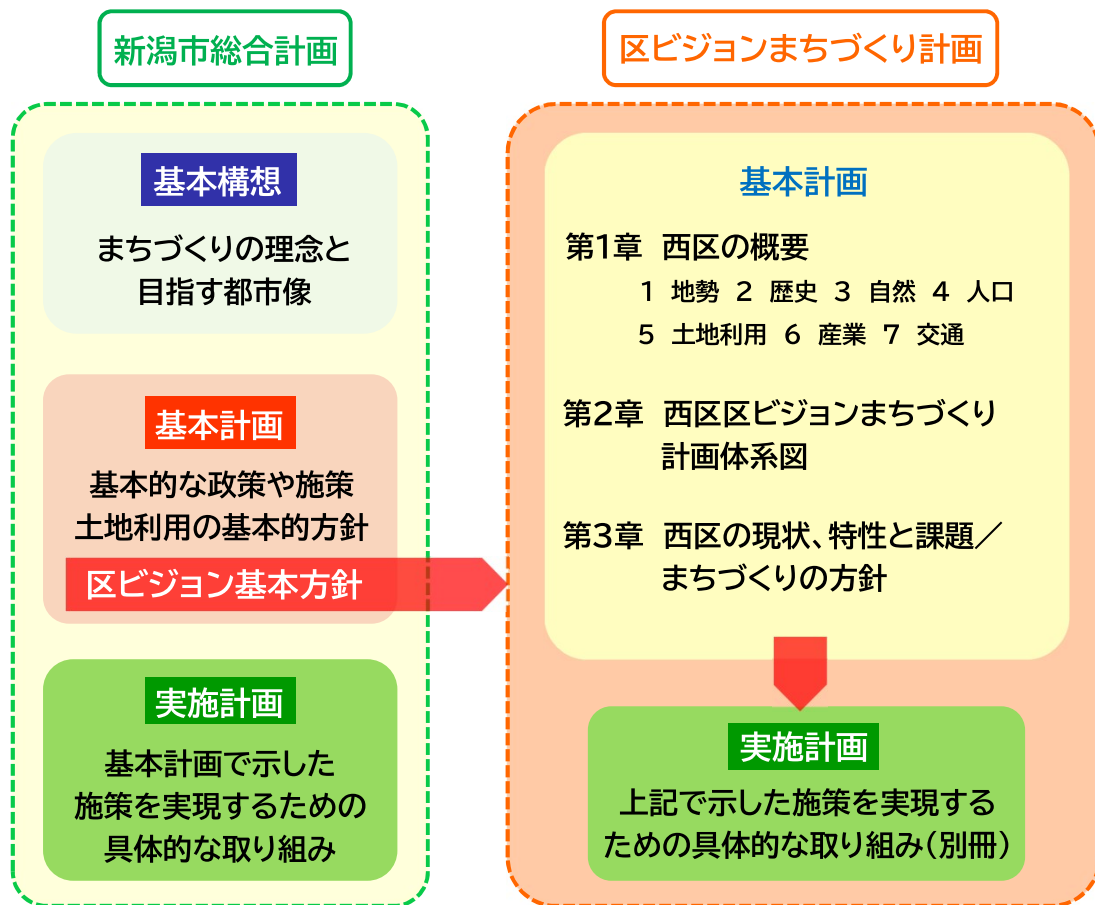 新潟市総合計画
基本構想
まちづくりの理念と
目指す都市像
基本計画
基本的な政策や施策
土地利用の基本的方針
区ビジョン基本方針
実施計画
基本計画で示した
施策を実現するための
具体的な取り組み
区ビジョンまちづくり計画
基本計画
第1章 西区の概要
1 地勢 2 歴史 3 自然 4 人口
5 土地利用 6 産業 7 交通
第2章 西区区ビジョンまちづくり
計画体系図
第3章 西区の現状、特性と課題／
まちづくりの方針
実施計画
上記で示した施策を実現する
ための具体的な取り組み（別冊）